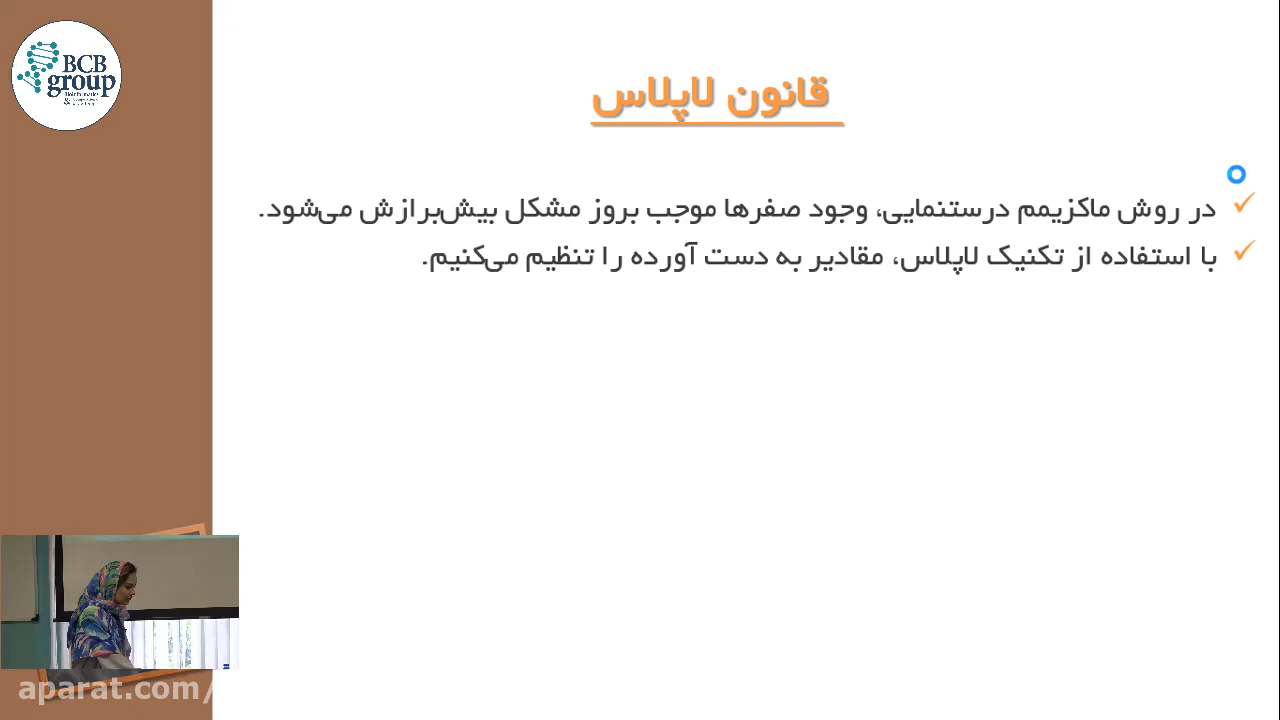 BCB
group
Bioinformatics
قانون لاپلاس
در روش ماکزیمم درستنمایی، وجود صفرها موجب بروز مشکل بیش‌برازش می‌شود.
با استفاده از تکنیک لاپلاس، مقادیر به دست آورده را تنظیم می‌کنیم.
aparat.com/